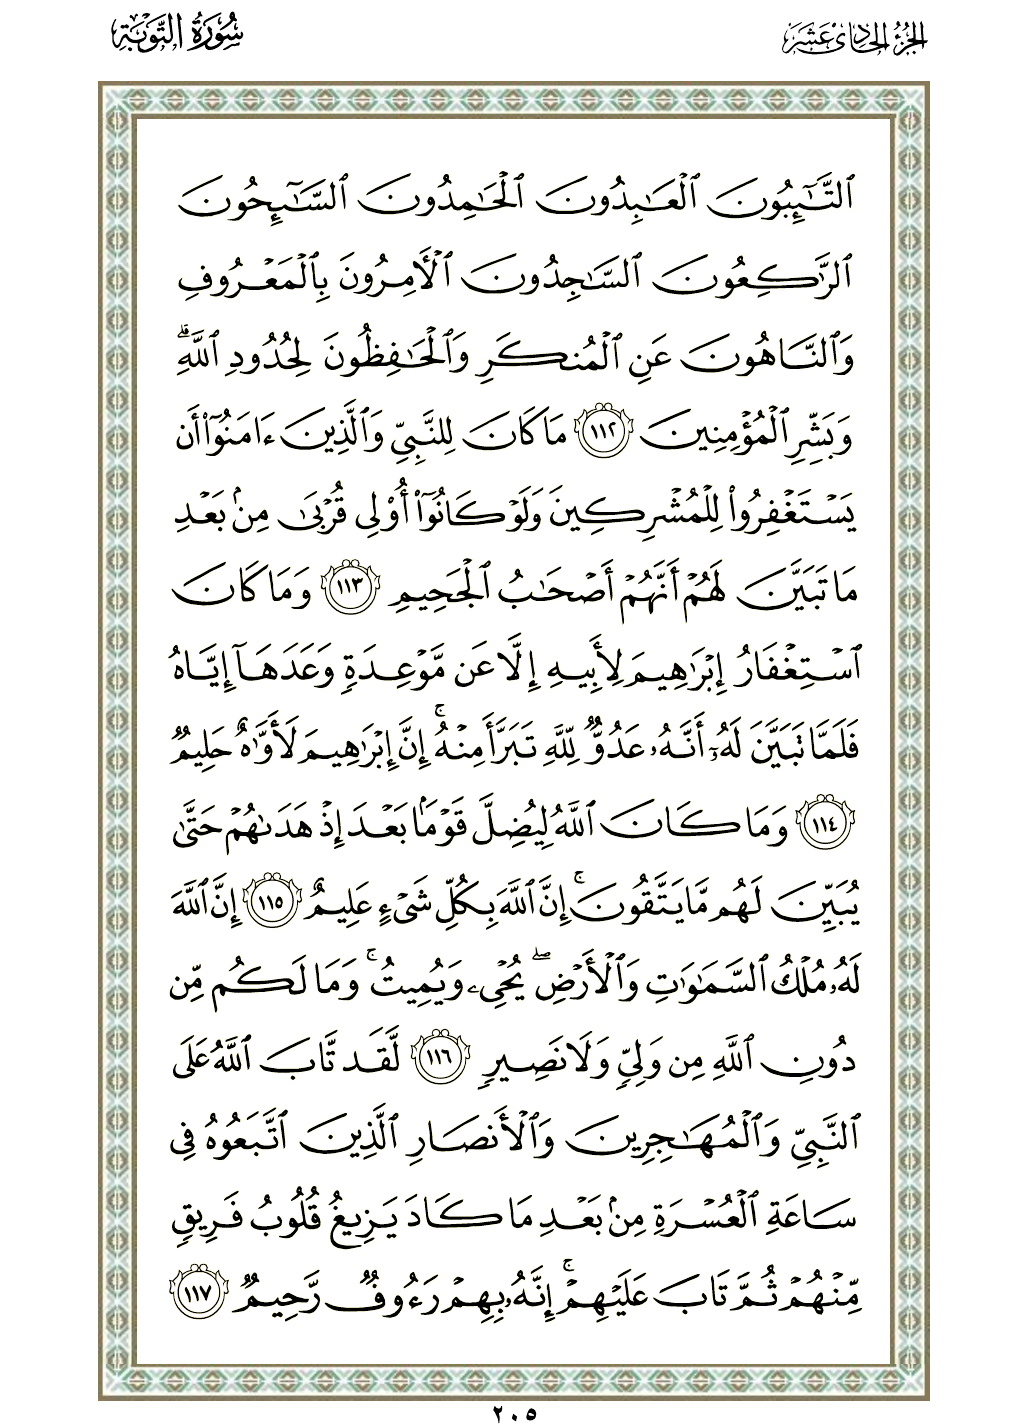 الجزء الحادي عشر
سورة التوبة
ٱلتَّـٰٓئِبُونَ ٱلْعَـٰبِدُونَ ٱلْحَـٰمِدُونَ ٱلسَّـٰٓئِحُونَ
ٱلرَّٰكِعُونَ ٱلسَّـٰجِدُونَ ٱلْـَٔامِرُونَ بِٱلْمَعْرُوفِ
وَٱلنَّاهُونَ عَنِ ٱلْمُنكَرِ وَٱلْحَـٰفِظُونَ لِحُدُودِ ٱللَّهِ ۗ
وَبَشِّرِ ٱلْمُؤْمِنِينَ ١١٢ مَا كَانَ لِلنَّبِىِّ وَٱلَّذِينَ ءَامَنُوٓا۟ أَن
يَسْتَغْفِرُوا۟ لِلْمُشْرِكِينَ وَلَوْ كَانُوٓا۟ أُو۟لِى قُرْبَىٰ مِنۢ بَعْدِ
مَا تَبَيَّنَ لَهُمْ أَنَّهُمْ أَصْحَـٰبُ ٱلْجَحِيمِ ١١٣ وَمَا كَانَ
ٱسْتِغْفَارُ إِبْرَٰهِيمَ لِأَبِيهِ إِلَّا عَن مَّوْعِدَةٍ وَعَدَهَآ إِيَّاهُ
فَلَمَّا تَبَيَّنَ لَهُۥٓ أَنَّهُۥ عَدُوٌّ لِّلَّهِ تَبَرَّأَ مِنْهُ ۚ إِنَّ إِبْرَٰهِيمَ لَأَوَّٰهٌ حَلِيمٌ
١١٤ وَمَا كَانَ ٱللَّهُ لِيُضِلَّ قَوْمًۢا بَعْدَ إِذْ هَدَىٰهُمْ حَتَّىٰ
يُبَيِّنَ لَهُم مَّا يَتَّقُونَ ۚ إِنَّ ٱللَّهَ بِكُلِّ شَىْءٍ عَلِيمٌ ١١٥ إِنَّ ٱللَّهَ
لَهُۥ مُلْكُ ٱلسَّمَـٰوَٰتِ وَٱلْأَرْضِ ۖ يُحْىِۦ وَيُمِيتُ ۚ وَمَا لَكُم مِّن
دُونِ ٱللَّهِ مِن وَلِىٍّ وَلَا نَصِيرٍ ١١٦ لَّقَد تَّابَ ٱللَّهُ عَلَى
ٱلنَّبِىِّ وَٱلْمُهَـٰجِرِينَ وَٱلْأَنصَارِ ٱلَّذِينَ ٱتَّبَعُوهُ فِى
سَاعَةِ ٱلْعُسْرَةِ مِنۢ بَعْدِ مَا كَادَ يَزِيغُ قُلُوبُ فَرِيقٍ
مِّنْهُمْ ثُمَّ تَابَ عَلَيْهِمْ ۚ إِنَّهُۥ بِهِمْ رَءُوفٌ رَّحِيمٌ ١١٧
٢٠٥